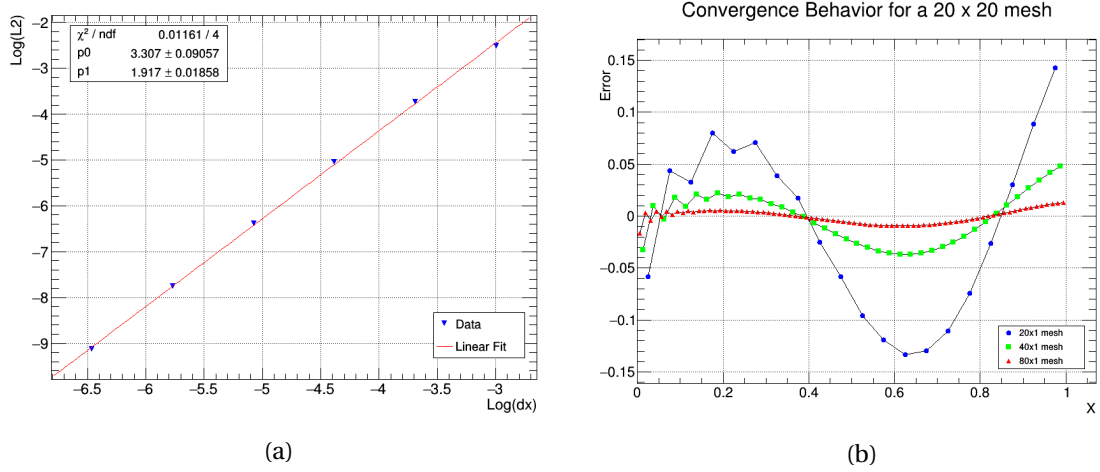 Log(L2)
−2
−3
−4
−5
−6
−7
−8
−9
χ² / ndf 0.01161 / 4
p0 3.307 ± 0.09057
p1 1.917 ± 0.01858
Data
Linear Fit
−6.5 −6 −5.5 −5 −4.5 −4 −3.5 −3
Log(dx)
(a)
Convergence Behavior for a 20 x 20 mesh
Error
0.15
0.1
0.05
0
−0.05
−0.1
−0.15
20x1 mesh
40x1 mesh
80x1 mesh
0 0.2 0.4 0.6 0.8 1
X
(b)